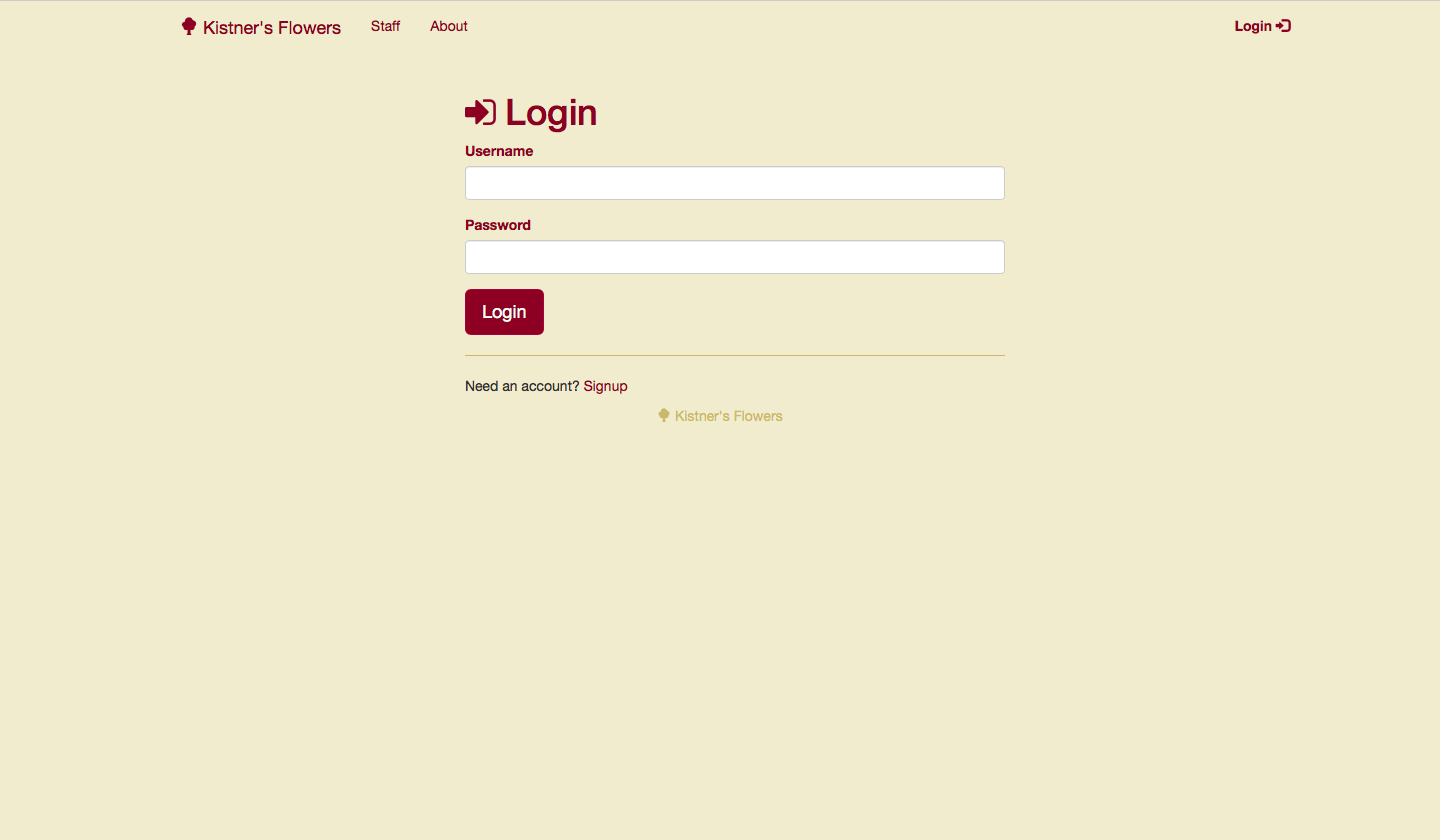 Kistner's Flowers Staff About Login
Login
Username
Password
Login
Need an account? Signup
Kistner's Flowers